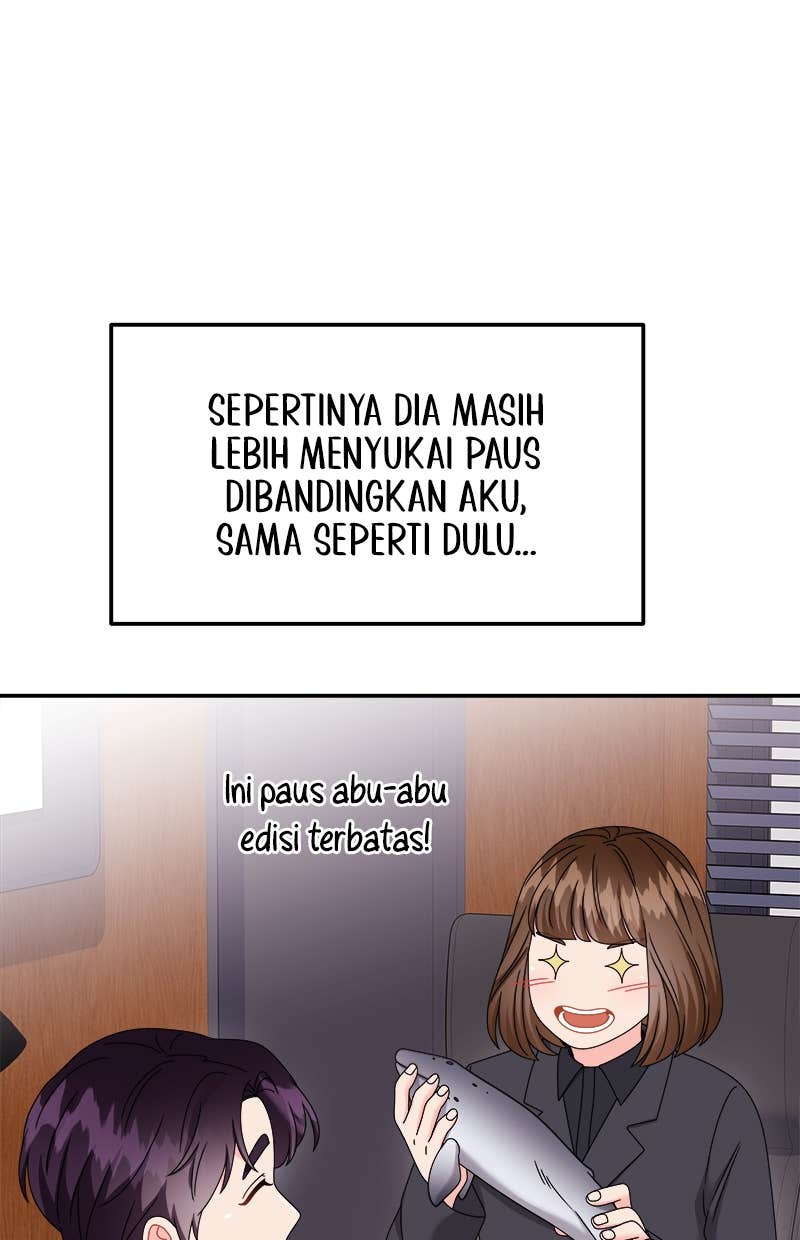 SEPERTINYA DIA MASIH
LEBIH MENYUKAI PAUS
DIBANDINGKAN AKU,
SAMA SEPERTI DULU...
Ini paus abu-abu
edisi terbatas!